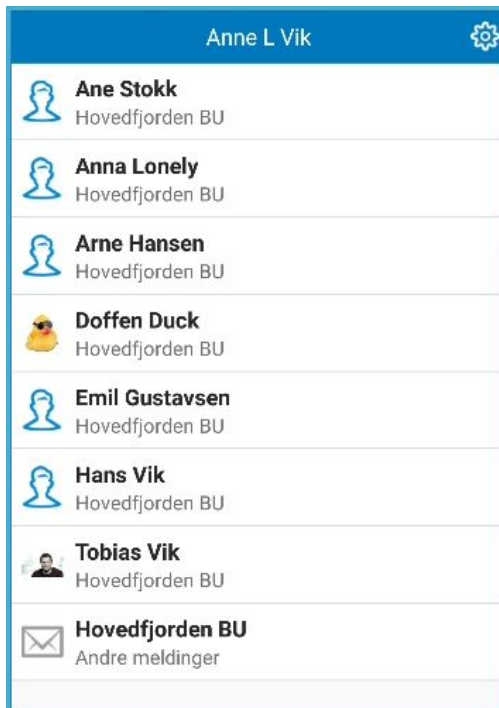 Anne L Vik
Ane Stokk
Hovedfjorden BU
Anna Lonely
Hovedfjorden BU
Arne Hansen
Hovedfjorden BU
Doffen Duck
Hovedfjorden BU
Emil Gustavsen
Hovedfjorden BU
Hans Vik
Hovedfjorden BU
Tobias Vik
Hovedfjorden BU
Hovedfjorden BU
Andre meldinger